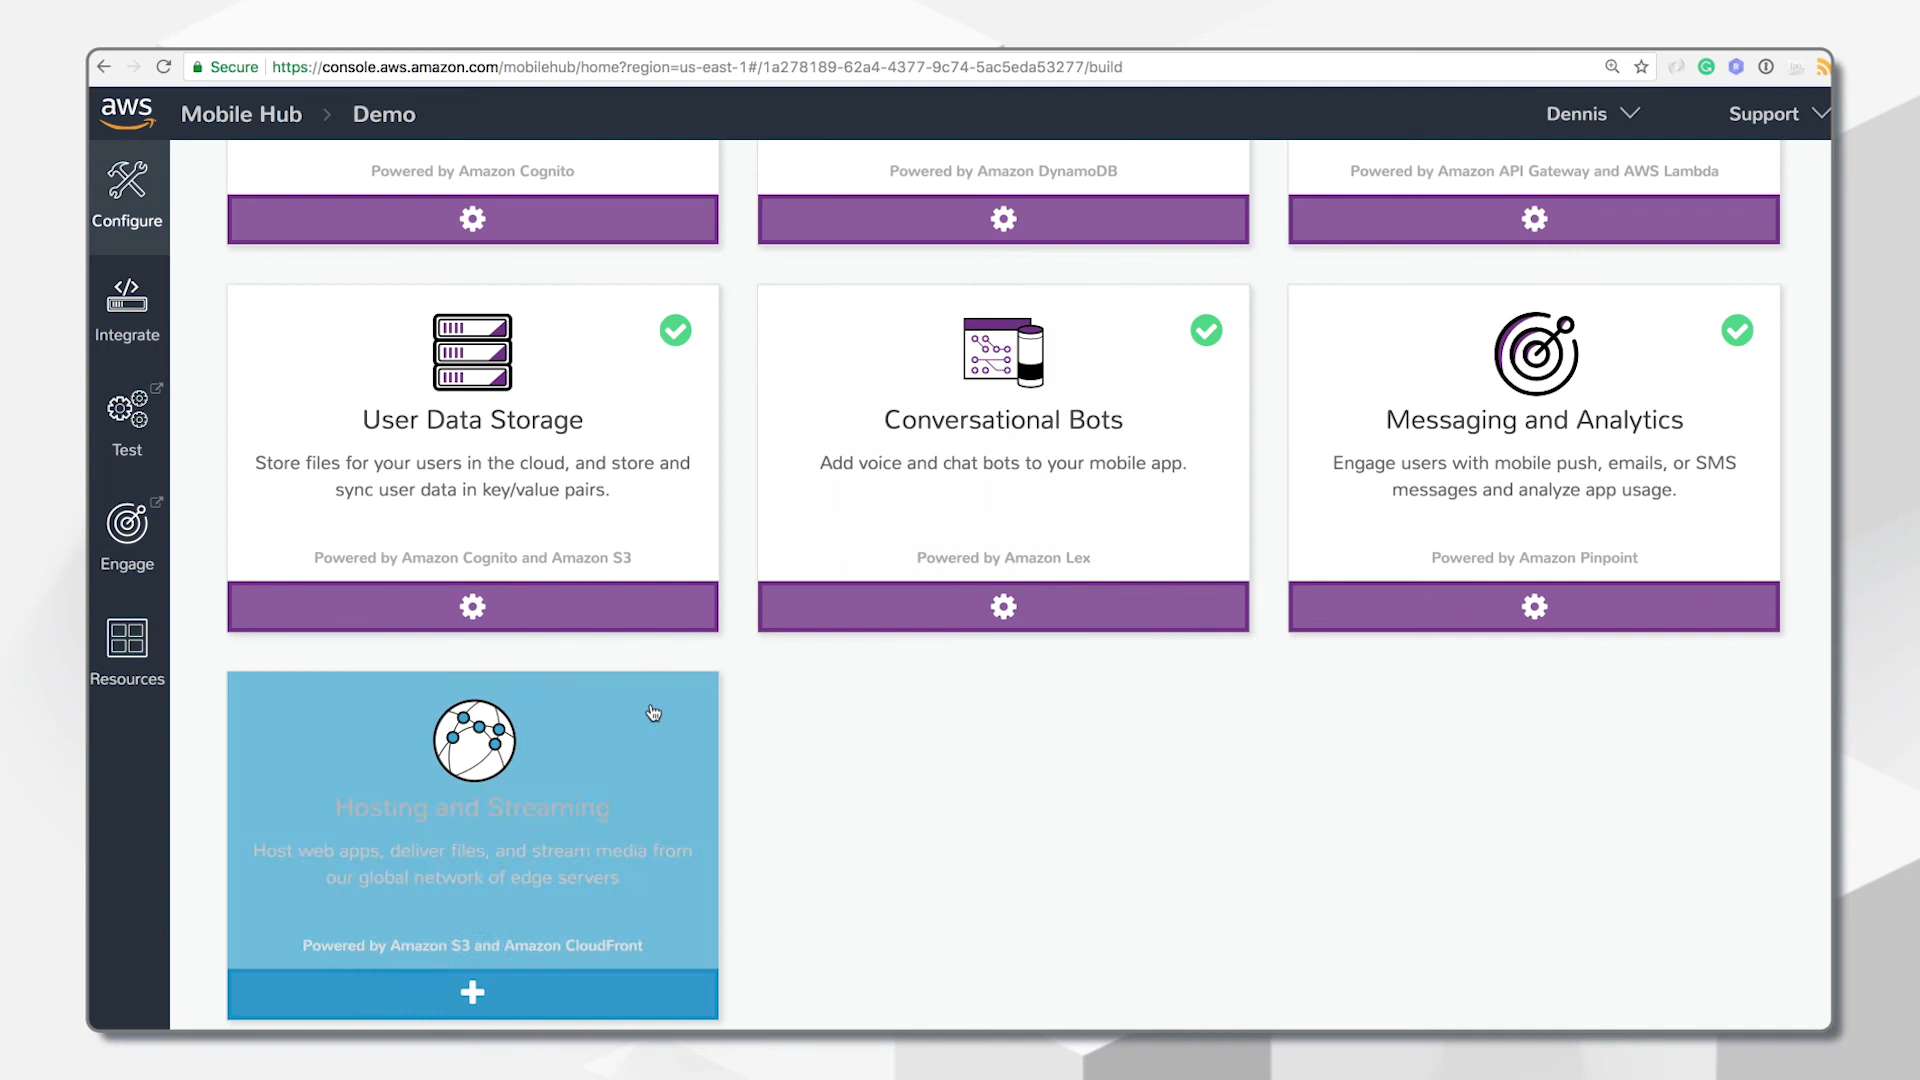 Secure https://console.aws.amazon.com/mobilehub/home?region=us-east-1#/1a278189-62a4-4377-9c74-5ac5eda53277/build
aws Mobile Hub > Demo Dennis Support
Configure
Integrate
Test
Engage
Resources
Powered by Amazon Cognito
Powered by Amazon DynamoDB
Powered by Amazon API Gateway and AWS Lambda
User Data Storage
Store files for your users in the cloud, and store and
sync user data in key/value pairs.
Powered by Amazon Cognito and Amazon S3
Conversational Bots
Add voice and chat bots to your mobile app.
Powered by Amazon Lex
Messaging and Analytics
Engage users with mobile push, emails, or SMS
messages and analyze app usage.
Powered by Amazon Pinpoint
Hosting and Streaming
Host web apps, deliver files, and stream media from
our global network of edge servers
Powered by Amazon S3 and Amazon CloudFront